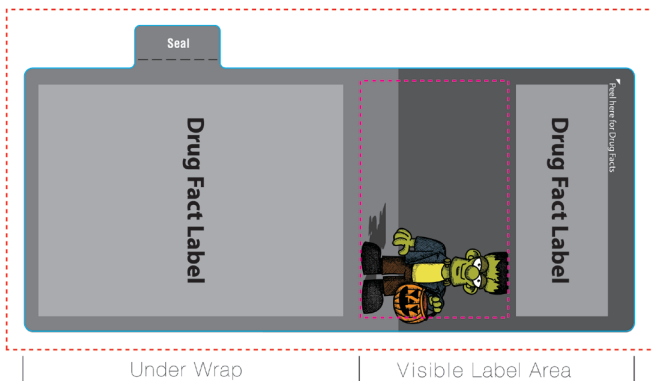 Seal
Drug Fact Label
Drug Fact Label
Peel here for Drug Facts
Under Wrap
Visible Label Area